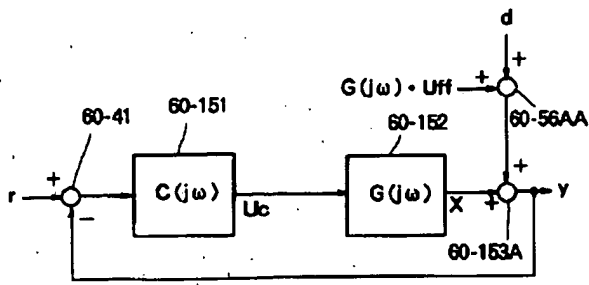 d
+
G(jω)・Uff
+
60-56AA
60-41
60-151
60-152
+
+
r
−
C(jω)
Uc
G(jω)
X
+
y
60-153A